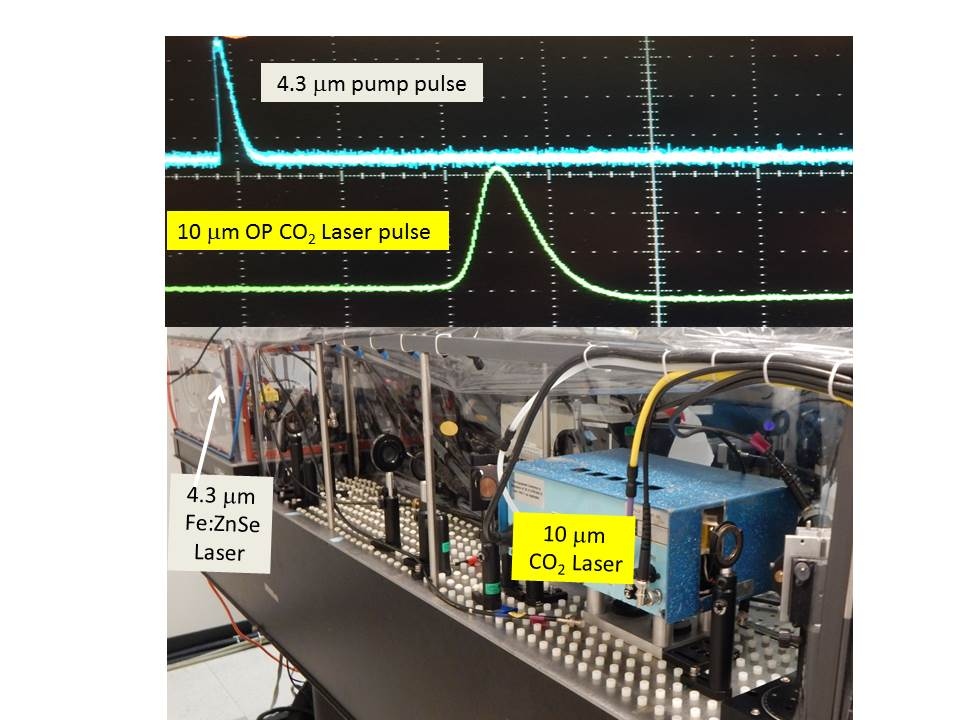 4.3 μm pump pulse
10 μm OP CO₂ Laser pulse
4.3 μm
Fe:ZnSe
Laser
10 μm
CO₂ Laser